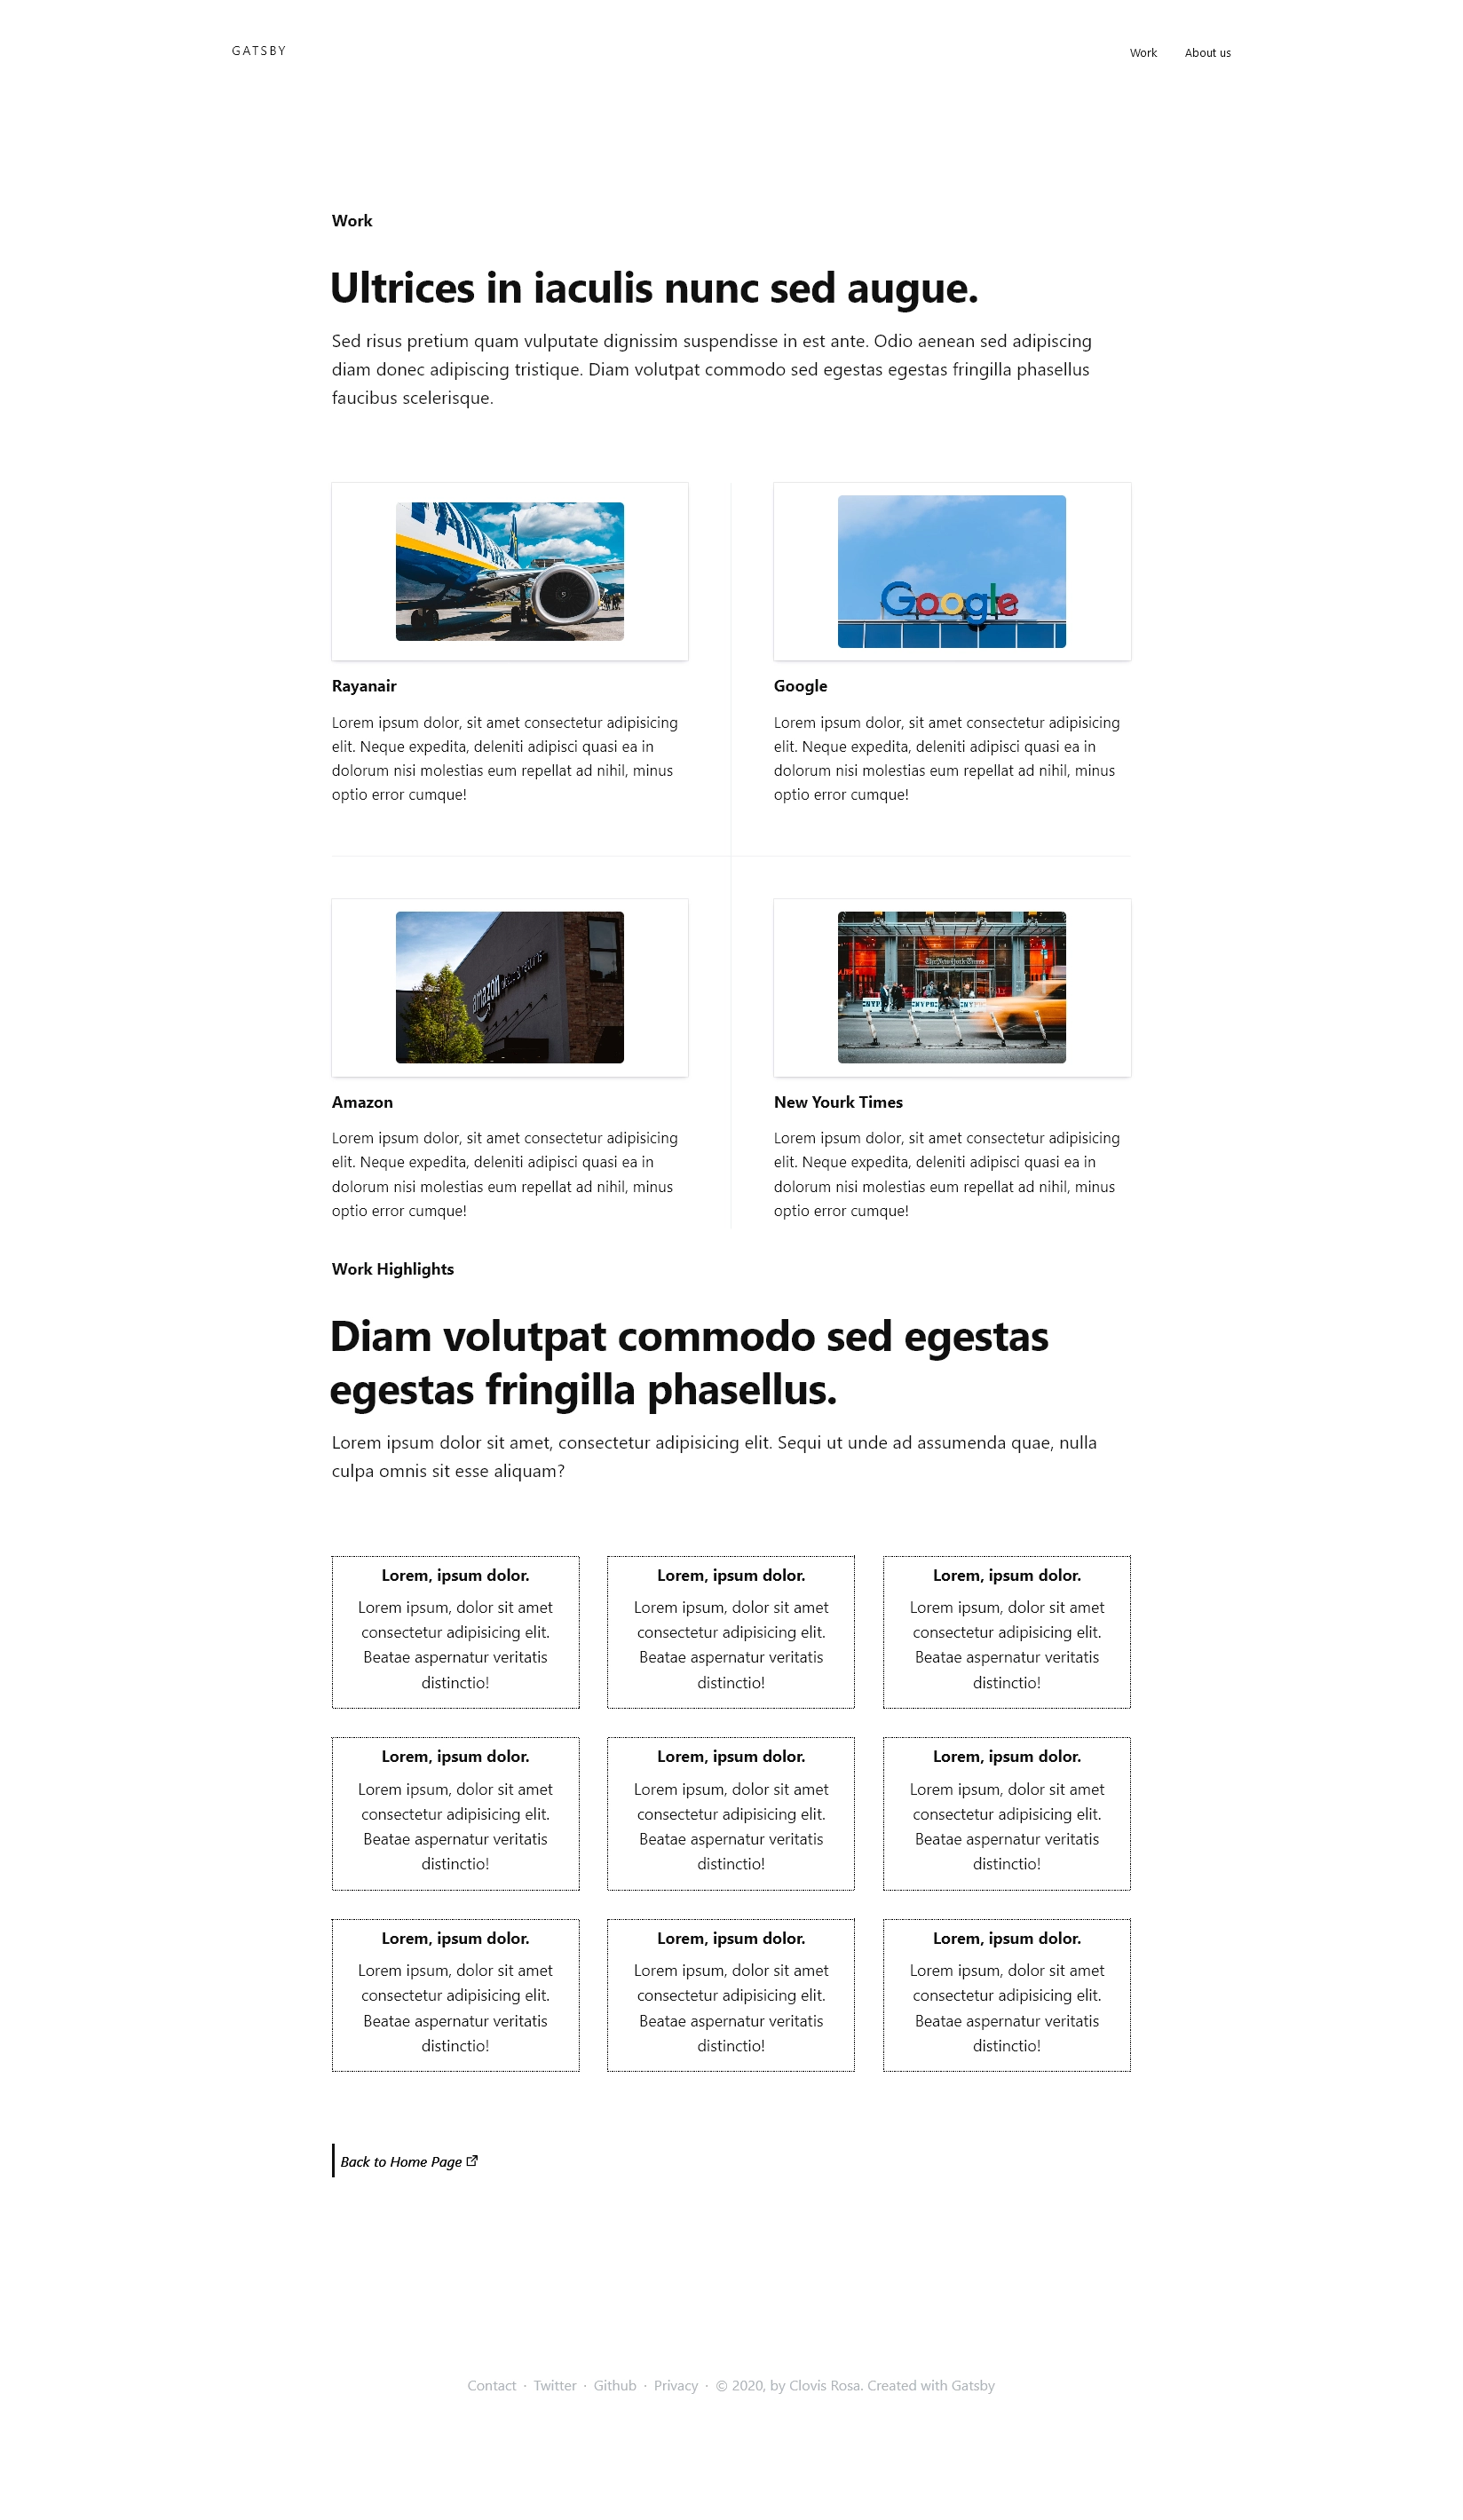 GATSBY
Work
About us
Work
Ultrices in iaculis nunc sed augue.
Sed risus pretium quam vulputate dignissim suspendisse in est ante. Odio aenean sed adipiscing
diam donec adipiscing tristique. Diam volutpat commodo sed egestas egestas fringilla phasellus
faucibus scelerisque.
Google
Rayanair
Lorem ipsum dolor, sit amet consectetur adipisicing
elit. Neque expedita, deleniti adipisci quasi ea in
dolorum nisi molestias eum repellat ad nihil, minus
optio error cumque!
Google
Lorem ipsum dolor, sit amet consectetur adipisicing
elit. Neque expedita, deleniti adipisci quasi ea in
dolorum nisi molestias eum repellat ad nihil, minus
optio error cumque!
amazon
The New York Times
NYPD NYPD NYPD
Amazon
Lorem ipsum dolor, sit amet consectetur adipisicing
elit. Neque expedita, deleniti adipisci quasi ea in
dolorum nisi molestias eum repellat ad nihil, minus
optio error cumque!
New Yourk Times
Lorem ipsum dolor, sit amet consectetur adipisicing
elit. Neque expedita, deleniti adipisci quasi ea in
dolorum nisi molestias eum repellat ad nihil, minus
optio error cumque!
Work Highlights
Diam volutpat commodo sed egestas
egestas fringilla phasellus.
Lorem ipsum dolor sit amet, consectetur adipisicing elit. Sequi ut unde ad assumenda quae, nulla
culpa omnis sit esse aliquam?
Lorem, ipsum dolor.
Lorem ipsum, dolor sit amet
consectetur adipisicing elit.
Beatae aspernatur veritatis
distinctio!
Lorem, ipsum dolor.
Lorem ipsum, dolor sit amet
consectetur adipisicing elit.
Beatae aspernatur veritatis
distinctio!
Lorem, ipsum dolor.
Lorem ipsum, dolor sit amet
consectetur adipisicing elit.
Beatae aspernatur veritatis
distinctio!
Lorem, ipsum dolor.
Lorem ipsum, dolor sit amet
consectetur adipisicing elit.
Beatae aspernatur veritatis
distinctio!
Lorem, ipsum dolor.
Lorem ipsum, dolor sit amet
consectetur adipisicing elit.
Beatae aspernatur veritatis
distinctio!
Lorem, ipsum dolor.
Lorem ipsum, dolor sit amet
consectetur adipisicing elit.
Beatae aspernatur veritatis
distinctio!
Lorem, ipsum dolor.
Lorem ipsum, dolor sit amet
consectetur adipisicing elit.
Beatae aspernatur veritatis
distinctio!
Lorem, ipsum dolor.
Lorem ipsum, dolor sit amet
consectetur adipisicing elit.
Beatae aspernatur veritatis
distinctio!
Lorem, ipsum dolor.
Lorem ipsum, dolor sit amet
consectetur adipisicing elit.
Beatae aspernatur veritatis
distinctio!
Back to Home Page
Contact · Twitter · Github · Privacy · © 2020, by Clovis Rosa. Created with Gatsby